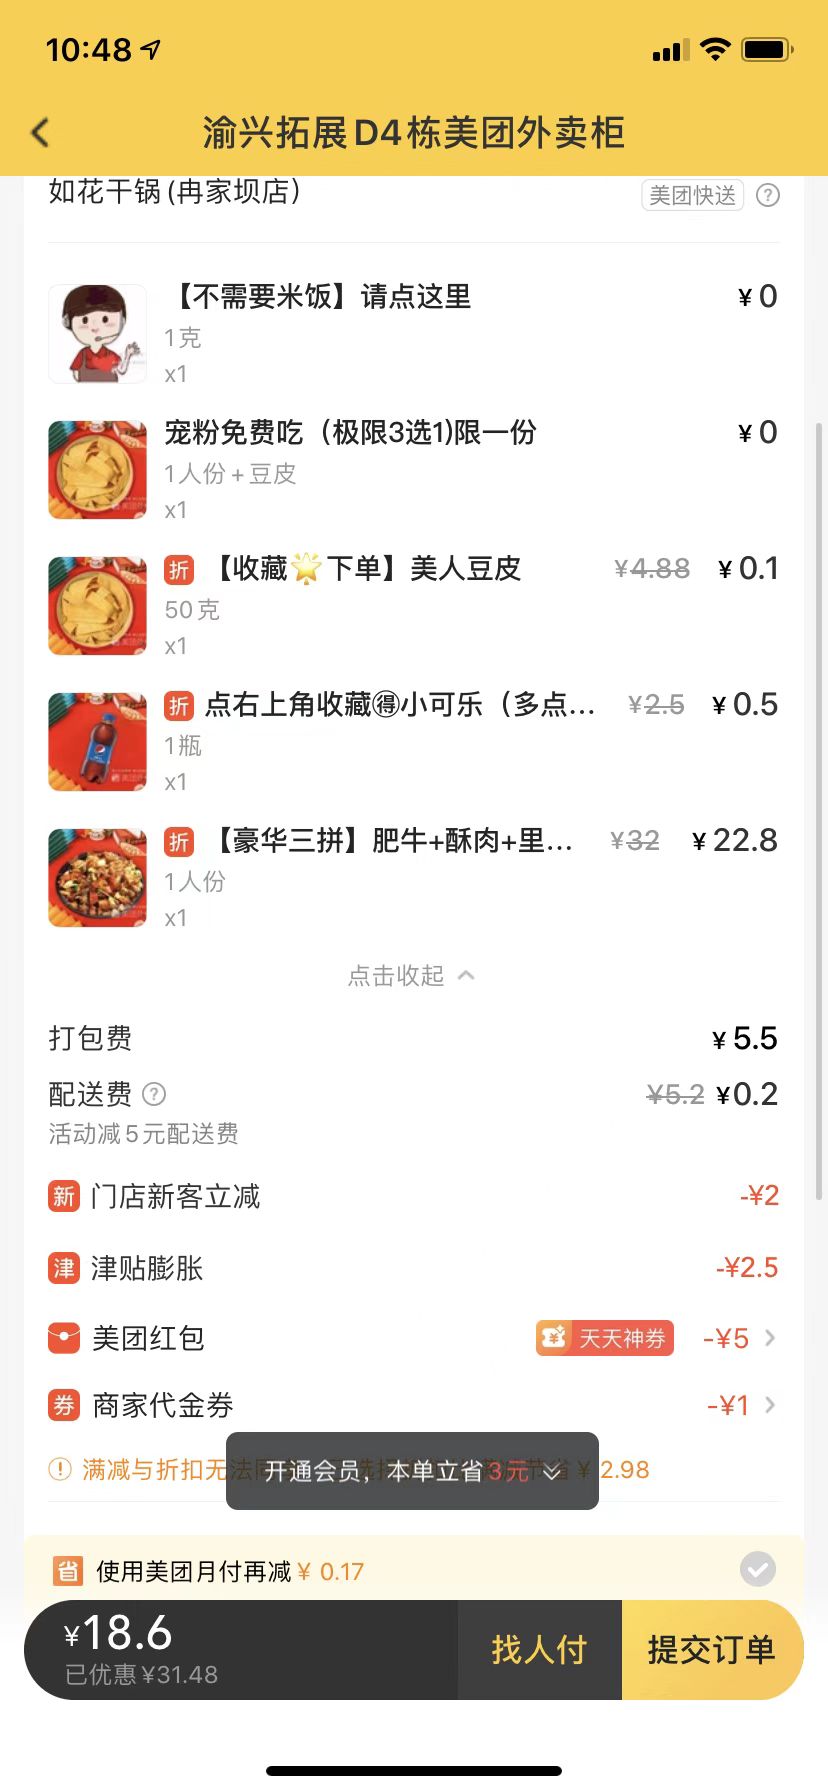 10:48
渝兴拓展D4栋美团外卖柜
如花干锅(冉家坝店) 美团快送 ?
【不需要米饭】请点这里 ¥0
1克
x1
宠粉免费吃（极限3选1)限一份 ¥0
1人份+豆皮
x1
折 【收藏🌟下单】美人豆皮 ¥4.88 ¥0.1
50克
x1
折 点右上角收藏🉐小可乐（多点... ¥2.5 ¥0.5
1瓶
x1
折 【豪华三拼】肥牛+酥肉+里... ¥32 ¥22.8
1人份
x1
点击收起
打包费 ¥5.5
配送费 ? ¥5.2 ¥0.2
活动减5元配送费
新 门店新客立减 -¥2
津 津贴膨胀 -¥2.5
美团红包 天天神券 -¥5
券 商家代金券 -¥1
满减与折扣无法同 ¥2.98
开通会员，本单立省3元
省 使用美团月付再减¥0.17
¥18.6
已优惠¥31.48
找人付
提交订单